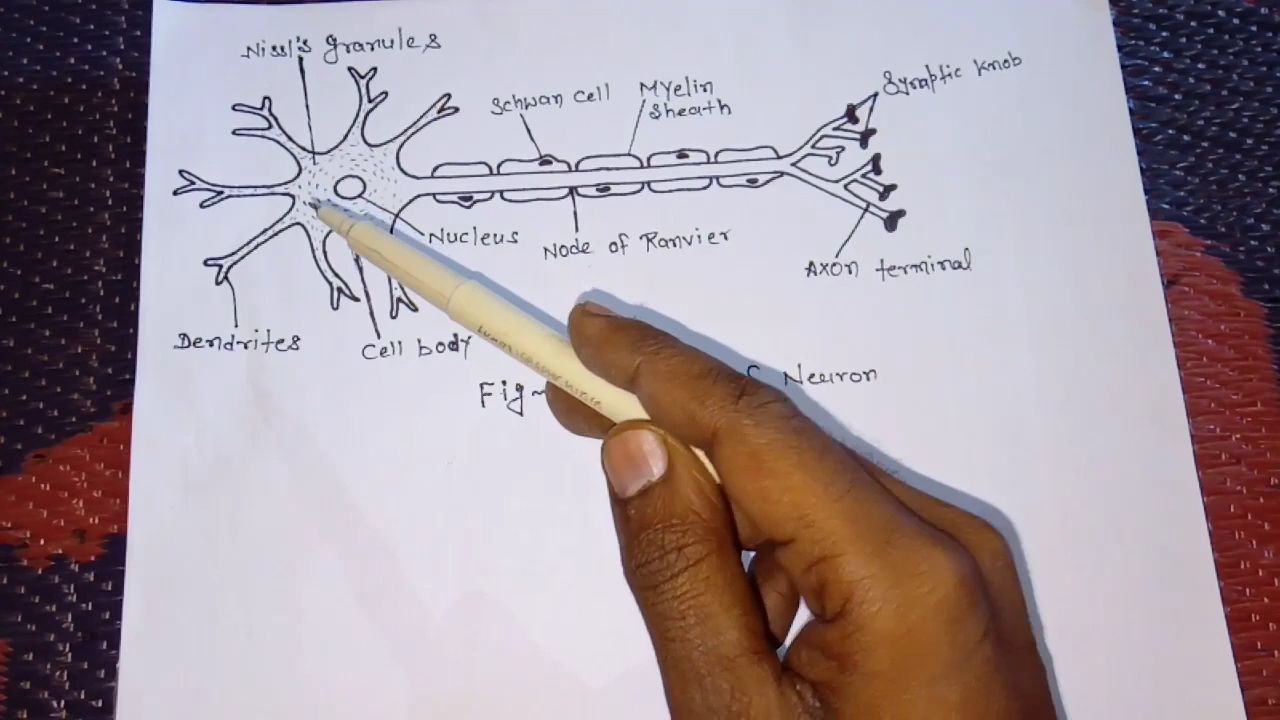 Nissl's granules
Schwan cell
Myelin
Sheath
Synaptic knob
Nucleus
Node of Ranvier
Axon terminal
Dendrites
Cell body
Fig~
Neuron